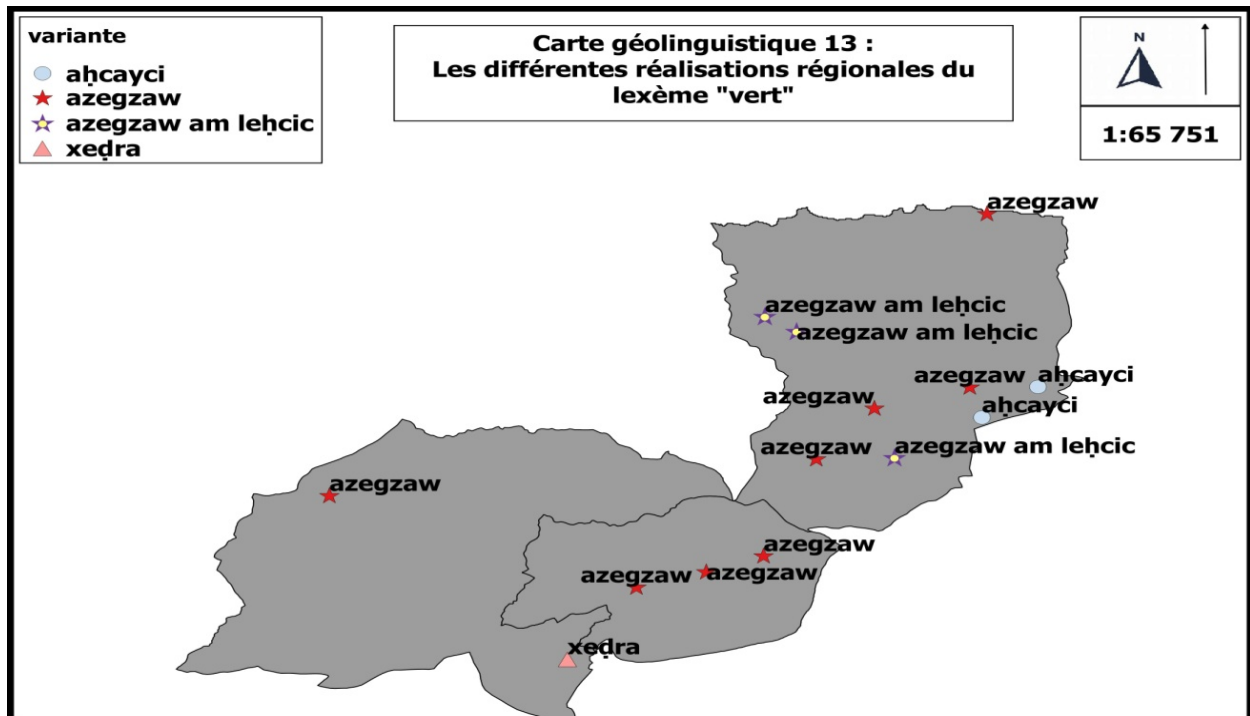 variante
aḥcayci
azegzaw
azegzaw am leḥcic
xeḍra
Carte géolinguistique 13 :
Les différentes réalisations régionales du
lexème "vert"
N
1:65 751
azegzaw
azegzaw am leḥcic
azegzaw am leḥcic
azegzaw aḥcayci
azegzaw
aḥcayci
azegzaw
azegzaw am leḥcic
azegzaw
azegzaw
azegzaw
azegzaw
xeḍra